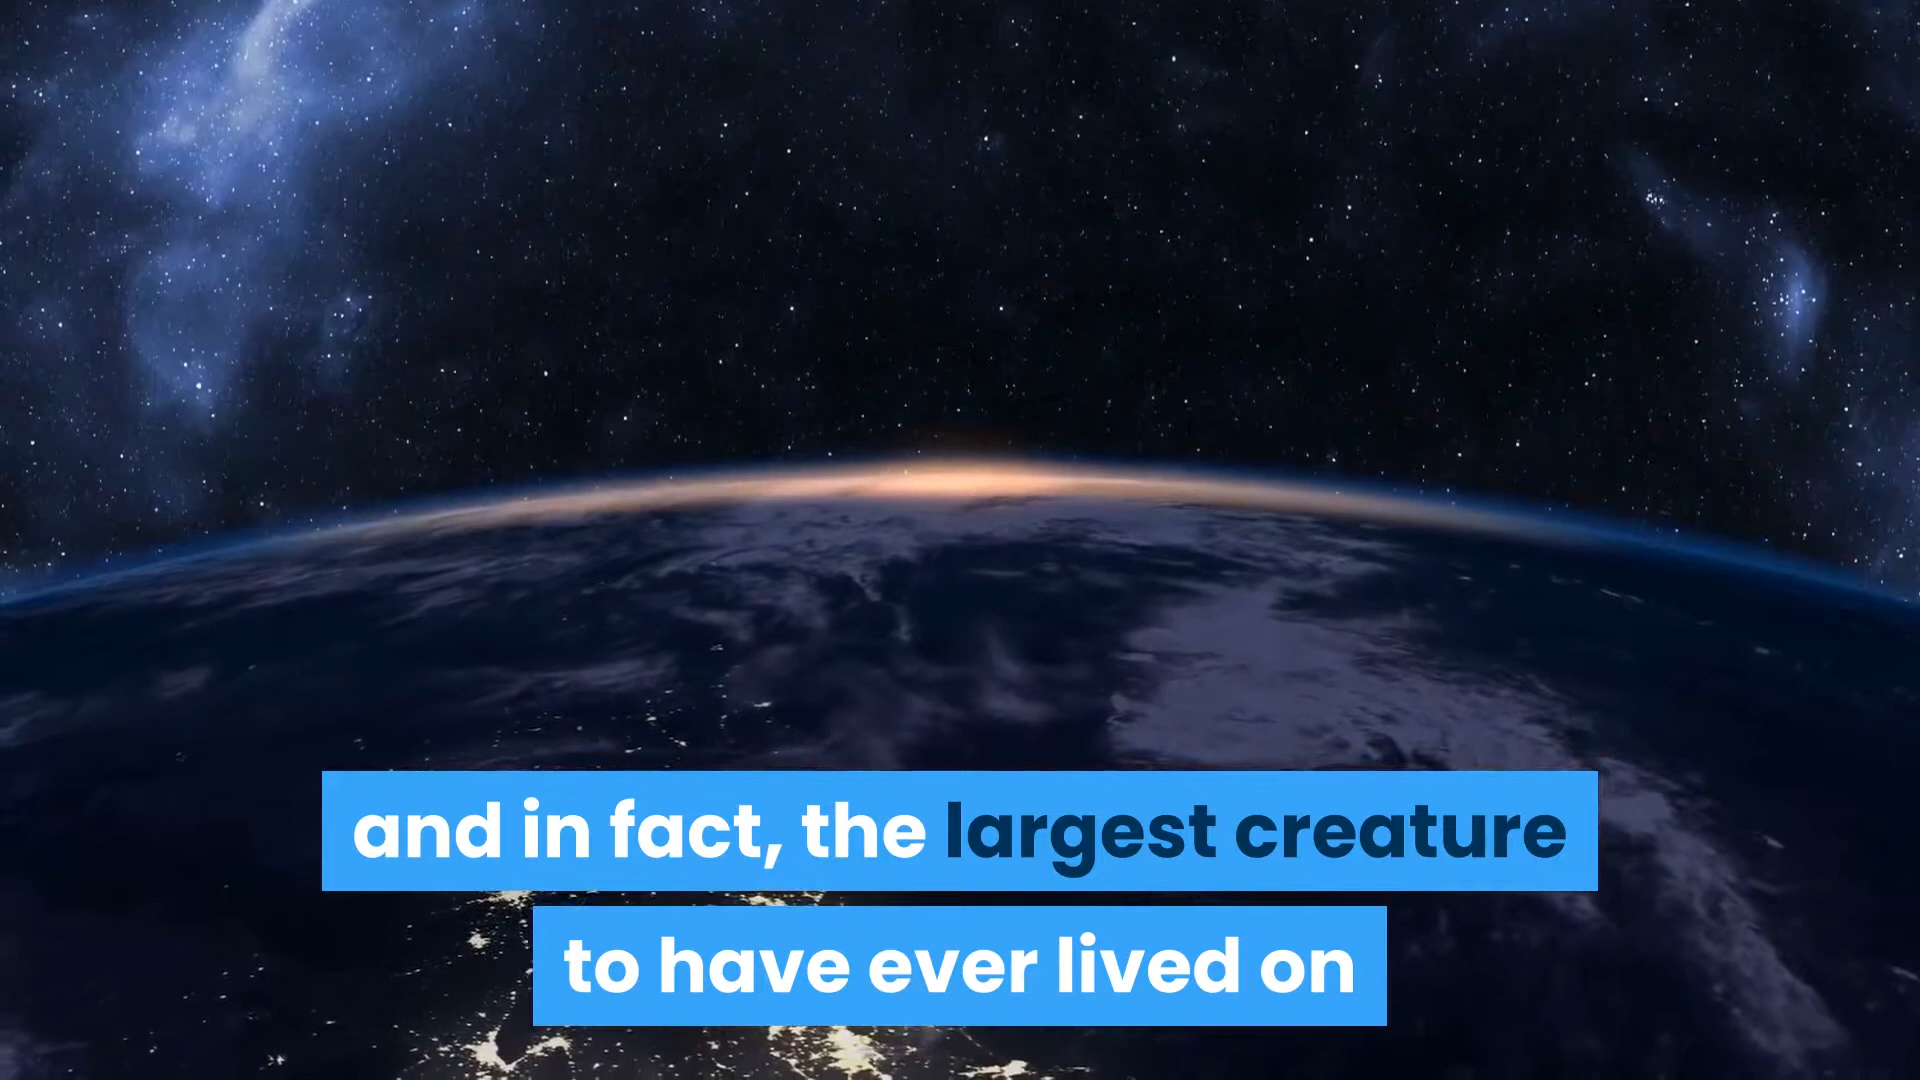 and in fact, the largest creature
to have ever lived on